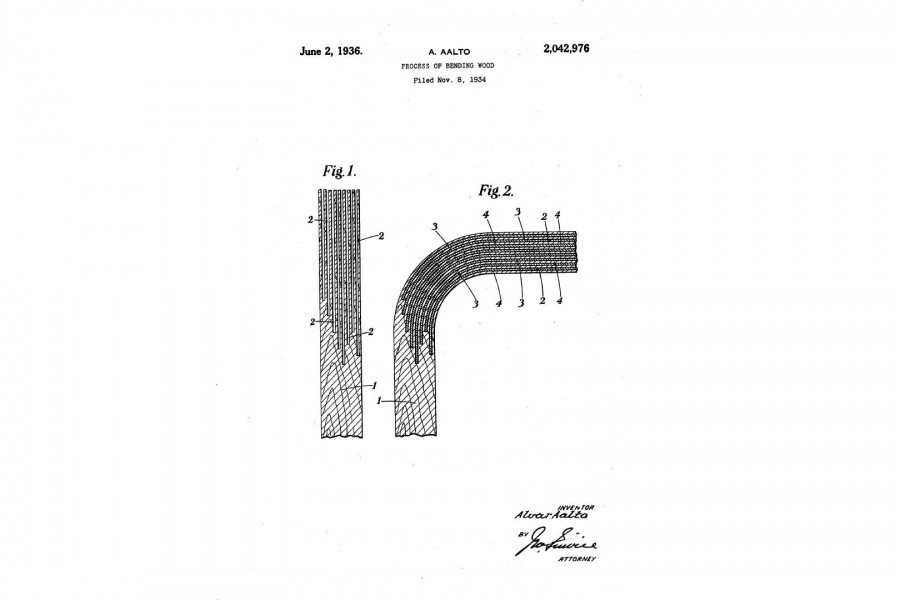 June 2, 1936.
A. AALTO
2,042,976
PROCESS OF BENDING WOOD
Filed Nov. 8, 1934
Fig. 1.
Fig. 2.
2
2
2
2
1
3
4
3
2
4
3
4
3
2
4
1
INVENTOR
Alvar Aalto
BY
ATTORNEY